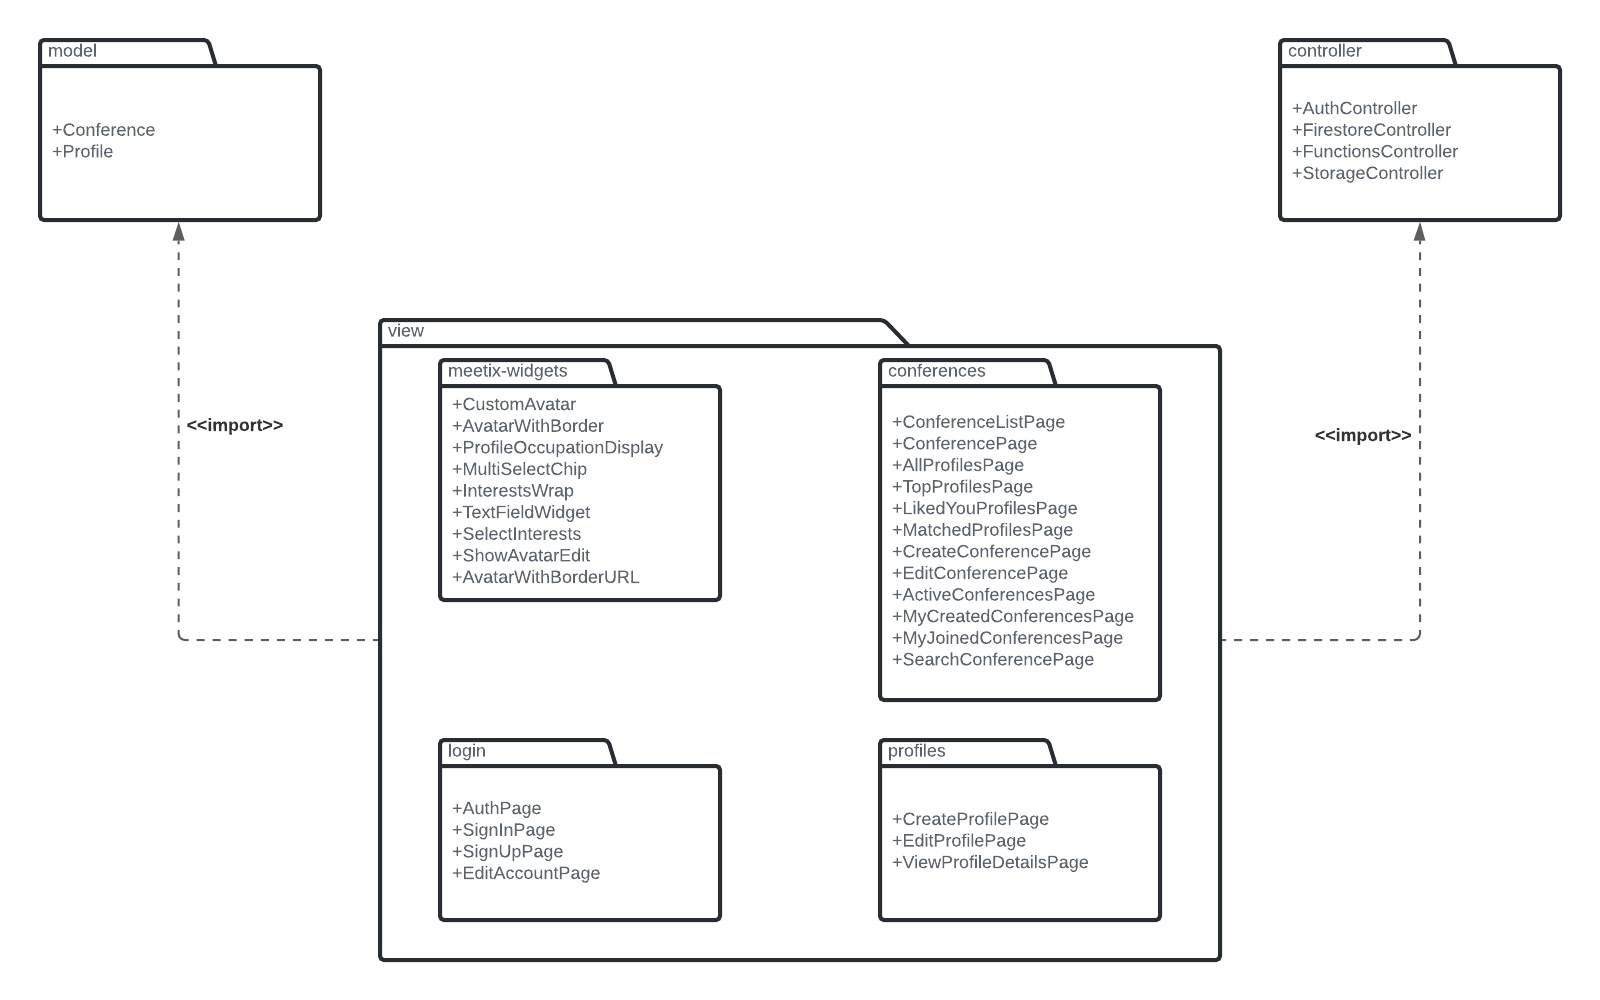 model
+Conference
+Profile
controller
+AuthController
+FirestoreController
+FunctionsController
+StorageController
<<import>>
<<import>>
view
meetix-widgets
+CustomAvatar
+AvatarWithBorder
+ProfileOccupationDisplay
+MultiSelectChip
+InterestsWrap
+TextFieldWidget
+SelectInterests
+ShowAvatarEdit
+AvatarWithBorderURL
conferences
+ConferenceListPage
+ConferencePage
+AllProfilesPage
+TopProfilesPage
+LikedYouProfilesPage
+MatchedProfilesPage
+CreateConferencePage
+EditConferencePage
+ActiveConferencesPage
+MyCreatedConferencesPage
+MyJoinedConferencesPage
+SearchConferencePage
login
+AuthPage
+SignInPage
+SignUpPage
+EditAccountPage
profiles
+CreateProfilePage
+EditProfilePage
+ViewProfileDetailsPage